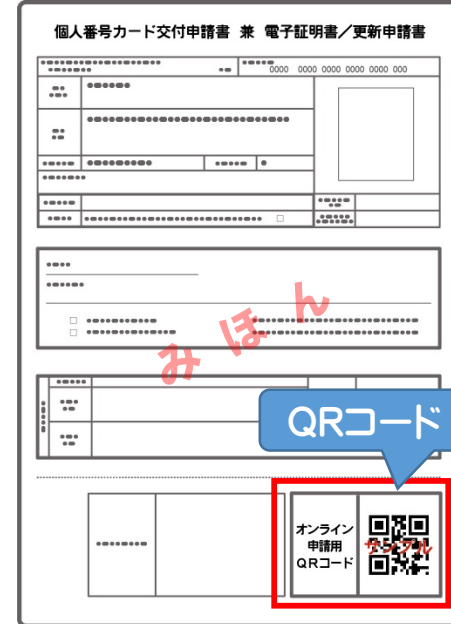 個人番号カード交付申請書 兼 電子証明書/更新申請書
0000 0000 0000 0000 0000 000
みほん
QRコード
オンライン
申請用
QRコード
サンプル